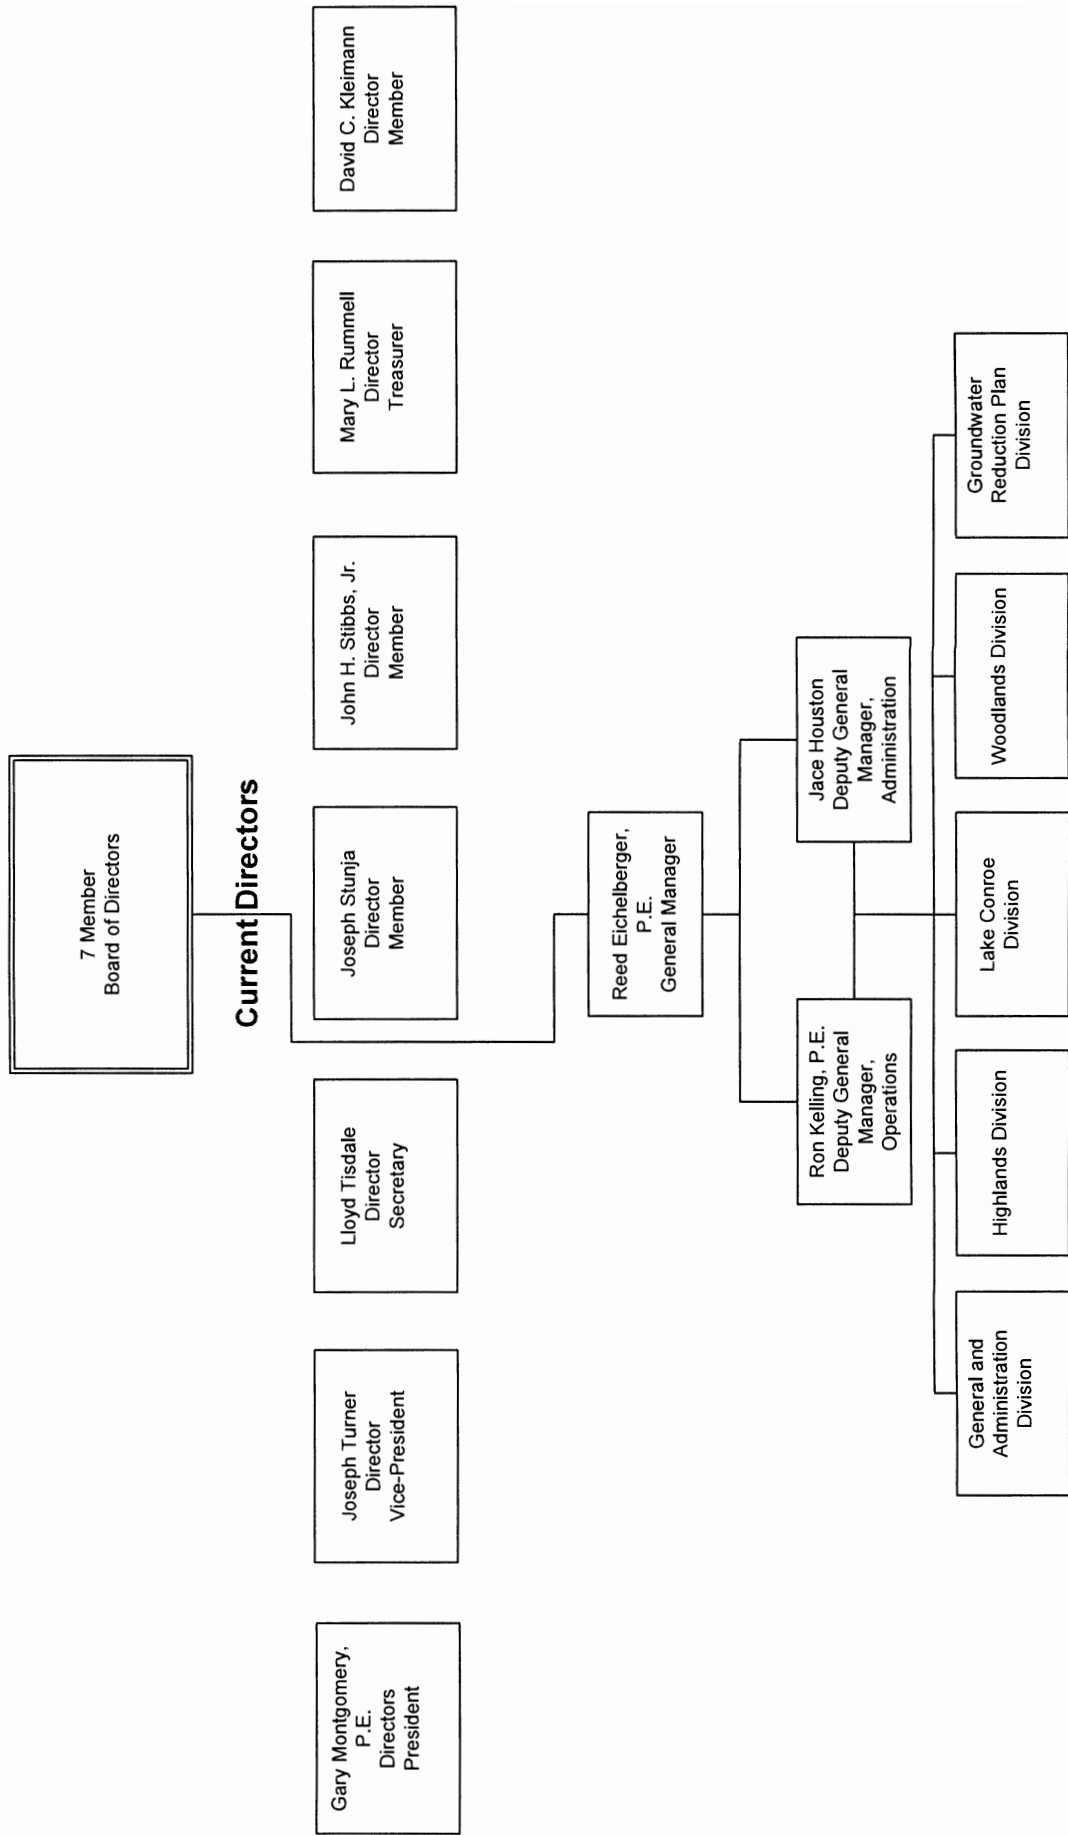 7 Member
Board of Directors
Current Directors
Gary Montgomery,
P.E.
Directors
President
Joseph Turner
Director
Vice-President
Lloyd Tisdale
Director
Secretary
Joseph Stunja
Director
Member
John H. Stibbs, Jr.
Director
Member
Mary L. Rummell
Director
Treasurer
David C. Kleimann
Director
Member
Reed Eichelberger,
P.E.
General Manager
Ron Kelling, P.E.
Deputy General
Manager,
Operations
Jace Houston
Deputy General
Manager,
Administration
General and
Administration
Division
Highlands Division
Lake Conroe
Division
Woodlands Division
Groundwater
Reduction Plan
Division